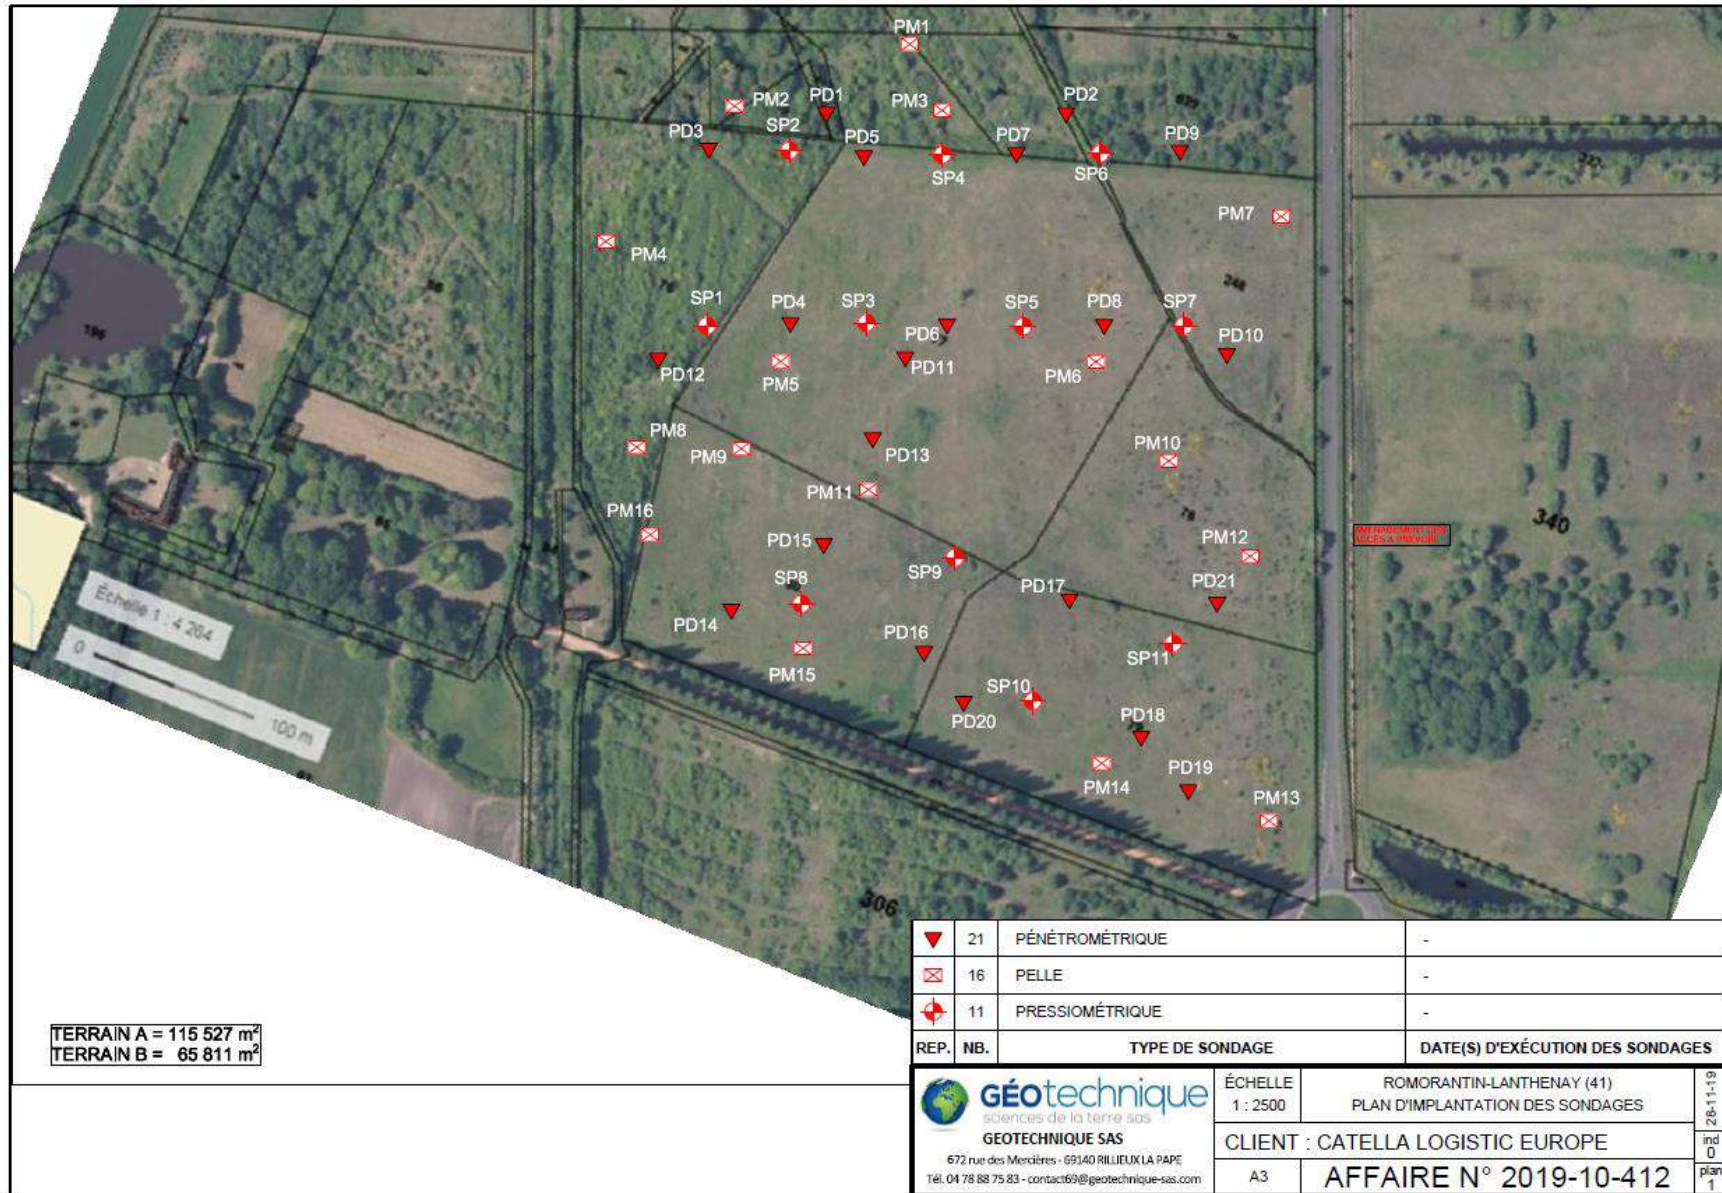 PM1
PM2
PD1
PM3
PD2
PD3
SP2
PD5
SP4
PD7
SP6
PD9
PM7
PM4
SP1
PD4
SP3
PD6
SP5
PD8
SP7
PD10
PD12
PM5
PD11
PM6
PM8
PM9
PD13
PM10
PM11
PM16
PD15
SP9
PM12
SP8
PD17
PD21
PD14
PD16
SP11
PM15
SP10
PD20
PD18
PM14
PD19
PM13
196
248
340
306
AMENAGEMENT DES
ACCES A PREVOIR
Échelle 1 : 4 264
0
100 m
TERRAIN A = 115 527 m²
TERRAIN B = 65 811 m²
21 PÉNÉTROMÉTRIQUE -
16 PELLE -
11 PRESSIOMÉTRIQUE -
REP. NB. TYPE DE SONDAGE DATE(S) D'EXÉCUTION DES SONDAGES
GÉOtechnique
sciences de la terre sas
GEOTECHNIQUE SAS
672 rue des Mercières - 69140 RILLIEUX LA PAPE
Tél. 04 78 88 75 83 - contact69@geotechnique-sas.com
ÉCHELLE
1 : 2500
ROMORANTIN-LANTHENAY (41)
PLAN D'IMPLANTATION DES SONDAGES
CLIENT : CATELLA LOGISTIC EUROPE
A3
AFFAIRE N° 2019-10-412
28-11-19
ind
0
plan
1